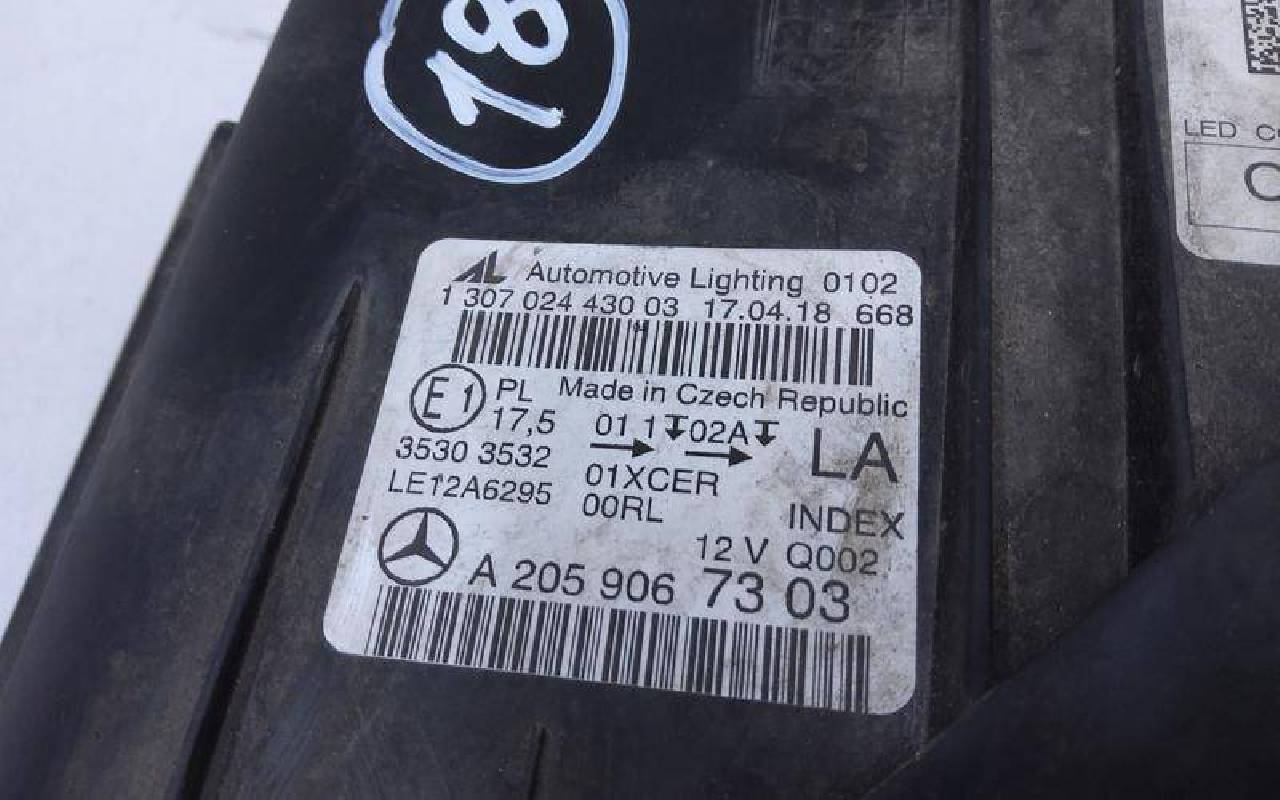 18
LED
AL Automotive Lighting 0102
1 307 024 430 03 17.04.18 668
E1 PL Made in Czech Republic
17,5 01 1 02A LA
3530 3532
LE12A6295 01XCER
00RL INDEX
12 V Q002
A 205 906 73 03